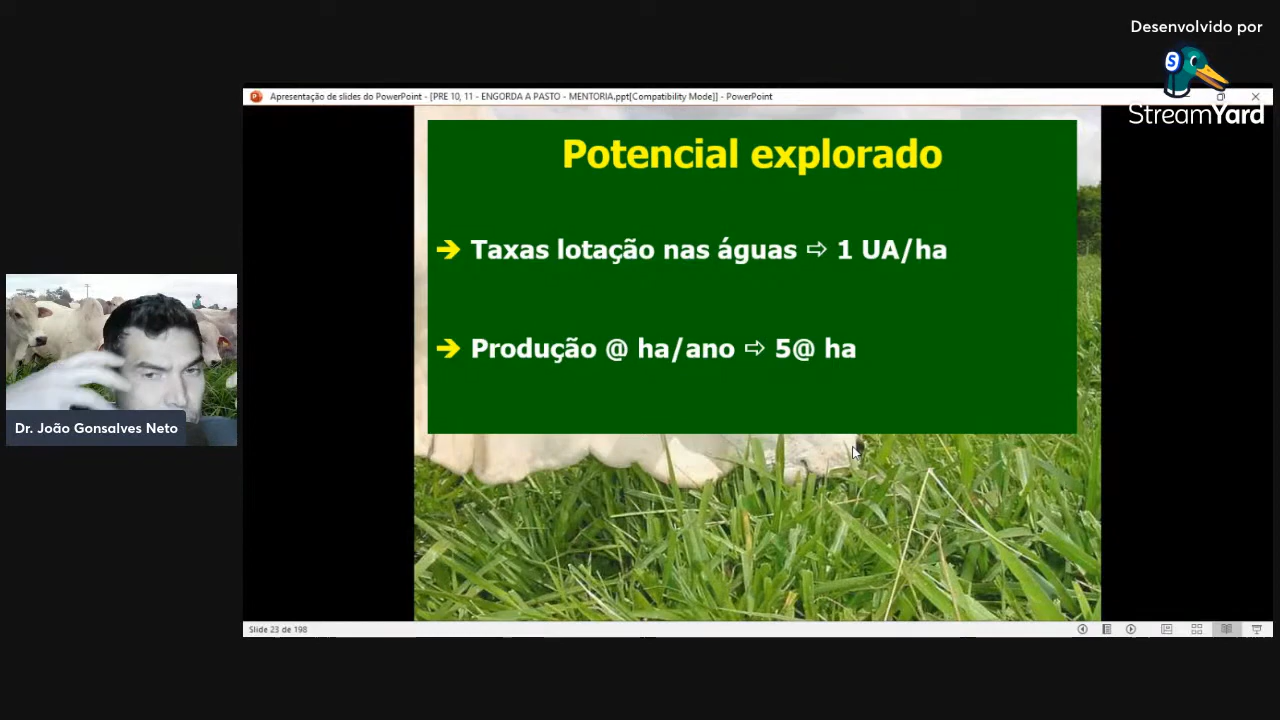 Desenvolvido por
S
StreamYard
Apresentação de slides do PowerPoint - [PRE 10, 11 - ENGORDA A PASTO - MENTORIA.ppt[Compatibility Mode]] - PowerPoint
Potencial explorado
➔ Taxas lotação nas águas ⇨ 1 UA/ha
➔ Produção @ ha/ano ⇨ 5@ ha
Dr. João Gonsalves Neto
Slide 23 de 198